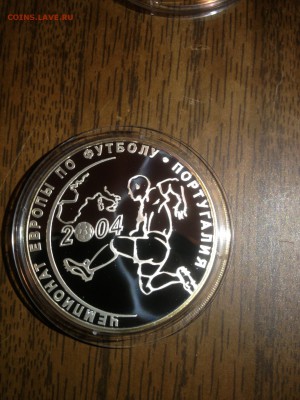 COINS.LAVE.RU
ЧЕМПИОНАТ ЕВРОПЫ ПО ФУТБОЛУ • ПОРТУГАЛИЯ
2004